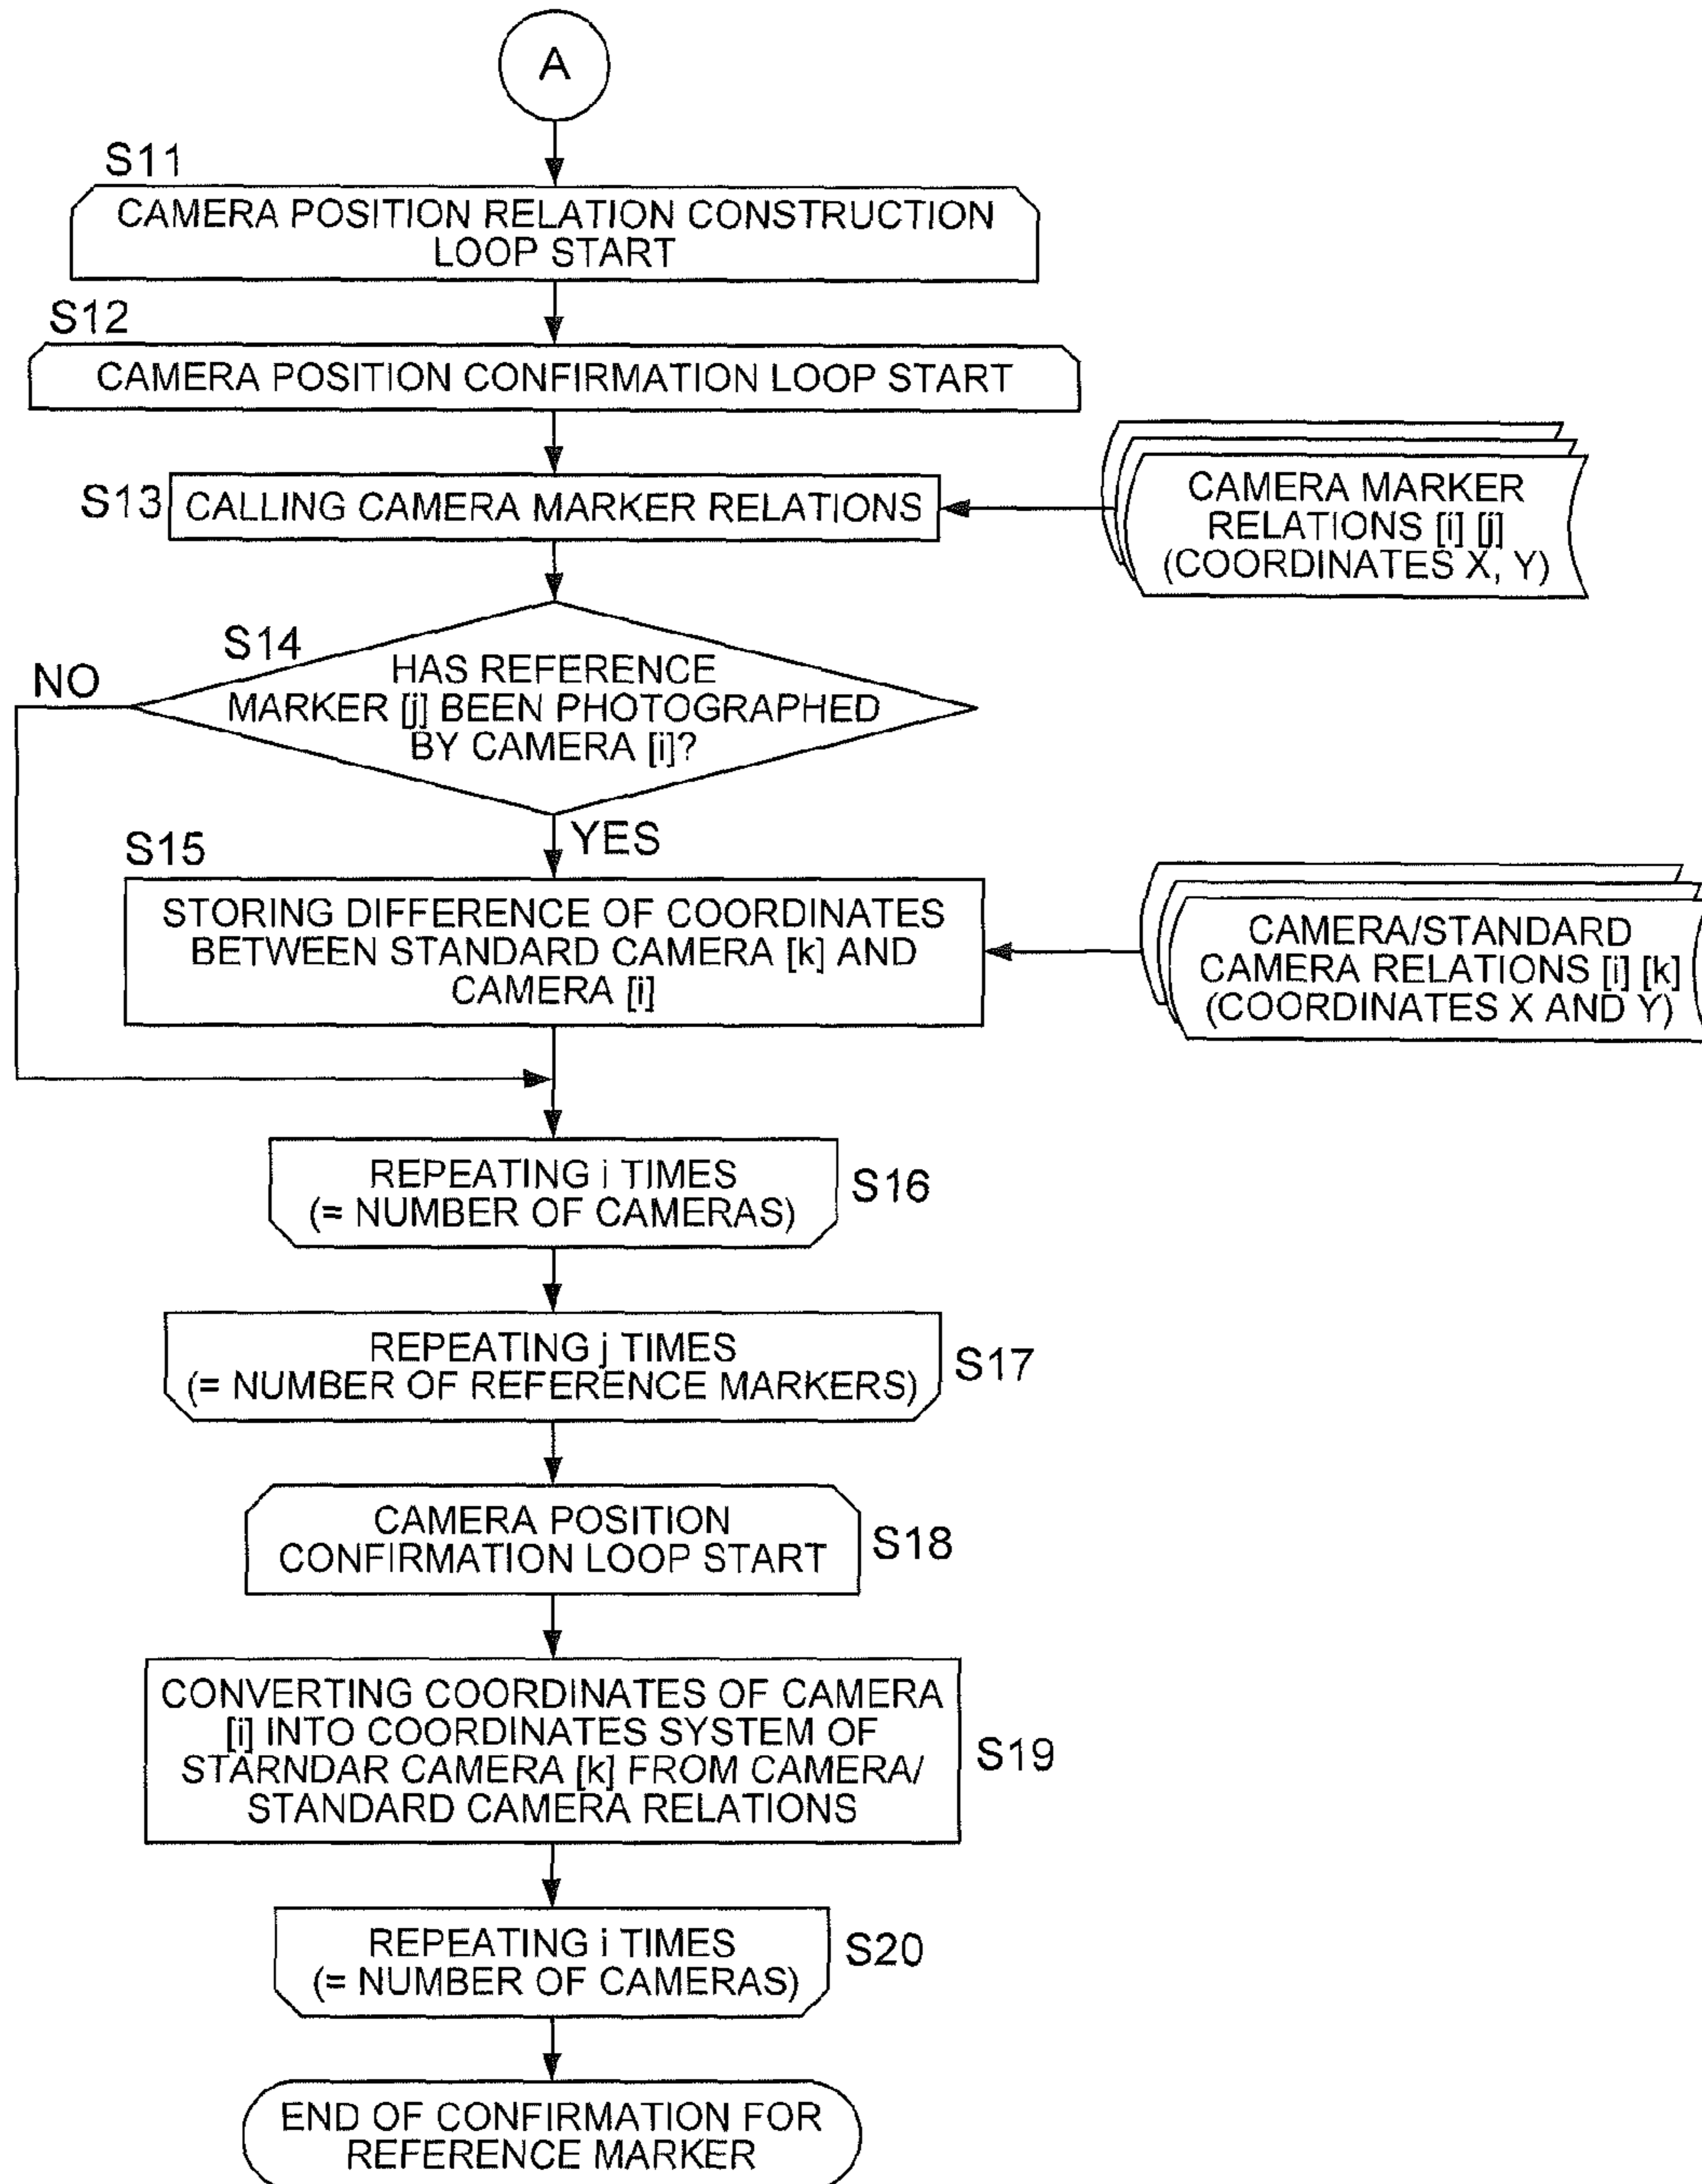 A
S11
CAMERA POSITION RELATION CONSTRUCTION
LOOP START
S12
CAMERA POSITION CONFIRMATION LOOP START
S13
CALLING CAMERA MARKER RELATIONS
CAMERA MARKER
RELATIONS [i] [j]
(COORDINATES X, Y)
S14
NO
HAS REFERENCE
MARKER [j] BEEN PHOTOGRAPHED
BY CAMERA [i]?
YES
S15
STORING DIFFERENCE OF COORDINATES
BETWEEN STANDARD CAMERA [k] AND
CAMERA [i]
CAMERA/STANDARD
CAMERA RELATIONS [i] [k]
(COORDINATES X AND Y)
REPEATING i TIMES
(= NUMBER OF CAMERAS)
S16
REPEATING j TIMES
(= NUMBER OF REFERENCE MARKERS)
S17
CAMERA POSITION
CONFIRMATION LOOP START
S18
CONVERTING COORDINATES OF CAMERA
[i] INTO COORDINATES SYSTEM OF
STARNDAR CAMERA [k] FROM CAMERA/
STANDARD CAMERA RELATIONS
S19
REPEATING i TIMES
(= NUMBER OF CAMERAS)
S20
END OF CONFIRMATION FOR
REFERENCE MARKER